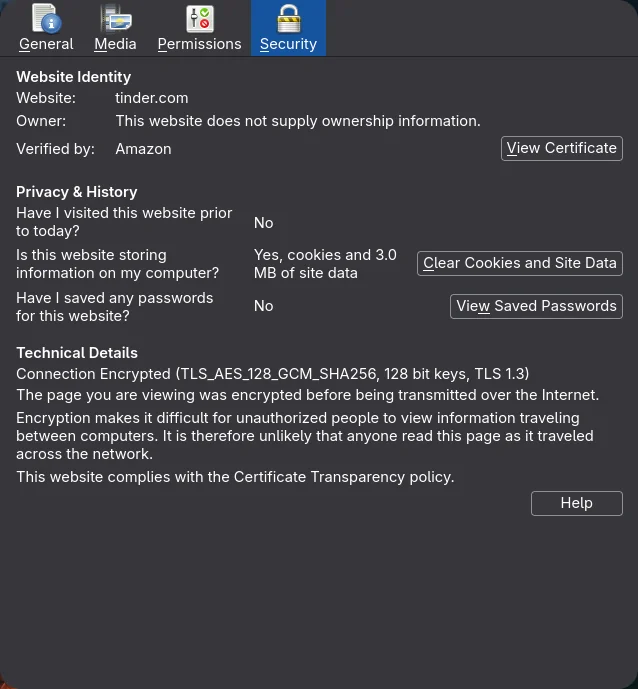 General Media Permissions Security
Website Identity
Website: tinder.com
Owner: This website does not supply ownership information.
Verified by: Amazon View Certificate
Privacy & History
Have I visited this website prior
to today?
No
Is this website storing
information on my computer?
Yes, cookies and 3.0
MB of site data
Clear Cookies and Site Data
Have I saved any passwords
for this website?
No
View Saved Passwords
Technical Details
Connection Encrypted (TLS_AES_128_GCM_SHA256, 128 bit keys, TLS 1.3)
The page you are viewing was encrypted before being transmitted over the Internet.
Encryption makes it difficult for unauthorized people to view information traveling
between computers. It is therefore unlikely that anyone read this page as it traveled
across the network.
This website complies with the Certificate Transparency policy.
Help